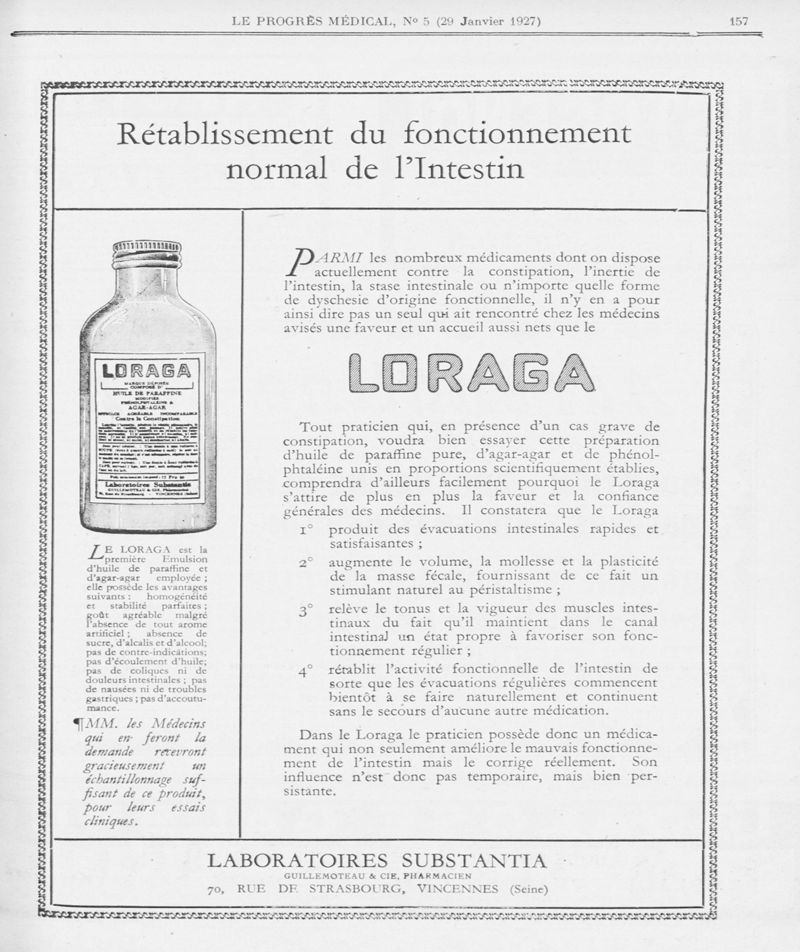 LE PROGRÈS MÉDICAL, No 5 (29 Janvier 1927)
157
Rétablissement du fonctionnement
normal de l'Intestin
LORAGA
MARQUE DÉPOSÉE
COMPOSÉ D'
HUILE DE PARAFFINE
AGAR-AGAR
Contre la Constipation
Laboratoires Substantia
GUILLEMOTEAU & CIE, Pharmacien
LE LORAGA est la
première Emulsion
d'huile de paraffine et
d'agar-agar employée ;
elle possède les avantages
suivants : homogénéité
et stabilité parfaites ;
goût agréable malgré
l'absence de tout arome
artificiel ; absence de
sucre, d'alcalis et d'alcool;
pas de contre-indications;
pas d'écoulement d'huile;
pas de coliques ni de
douleurs intestinales ; pas
de nausées ni de troubles
gastriques ; pas d'accoutu-
mance.
¶MM. les Médecins
qui en feront la
demande recevront
gracieusement un
échantillonnage suf-
fisant de ce produit,
pour leurs essais
cliniques.
PARMI les nombreux médicaments dont on dispose
actuellement contre la constipation, l'inertie de
l'intestin, la stase intestinale ou n'importe quelle forme
de dyschesie d'origine fonctionnelle, il n'y en a pour
ainsi dire pas un seul qui ait rencontré chez les médecins
avisés une faveur et un accueil aussi nets que le
LORAGA
Tout praticien qui, en présence d'un cas grave de
constipation, voudra bien essayer cette préparation
d'huile de paraffine pure, d'agar-agar et de phénol-
phtaléine unis en proportions scientifiquement établies,
comprendra d'ailleurs facilement pourquoi le Loraga
s'attire de plus en plus la faveur et la confiance
générales des médecins. Il constatera que le Loraga
1° produit des évacuations intestinales rapides et
satisfaisantes ;
2° augmente le volume, la mollesse et la plasticité
de la masse fécale, fournissant de ce fait un
stimulant naturel au péristaltisme ;
3° relève le tonus et la vigueur des muscles intes-
tinaux du fait qu'il maintient dans le canal
intestinal un état propre à favoriser son fonc-
tionnement régulier ;
4° rétablit l'activité fonctionnelle de l'intestin de
sorte que les évacuations régulières commencent
bientôt à se faire naturellement et continuent
sans le secours d'aucune autre médication.
Dans le Loraga le praticien possède donc un médica-
ment qui non seulement améliore le mauvais fonctionne-
ment de l'intestin mais le corrige réellement. Son
influence n'est donc pas temporaire, mais bien per-
sistante.
LABORATOIRES SUBSTANTIA
GUILLEMOTEAU & CIE, PHARMACIEN
70, RUE DE STRASBOURG, VINCENNES (Seine)